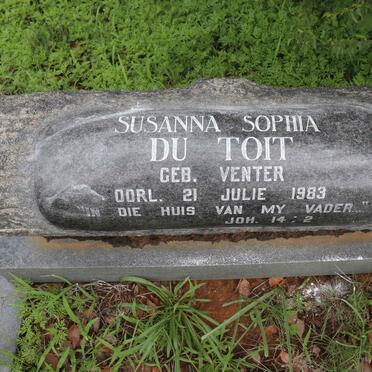 SUSANNA SOPHIA
DU TOIT
GEB. VENTER
OORL. 21 JULIE 1983
"IN DIE HUIS VAN MY VADER."
JOH. 14:2